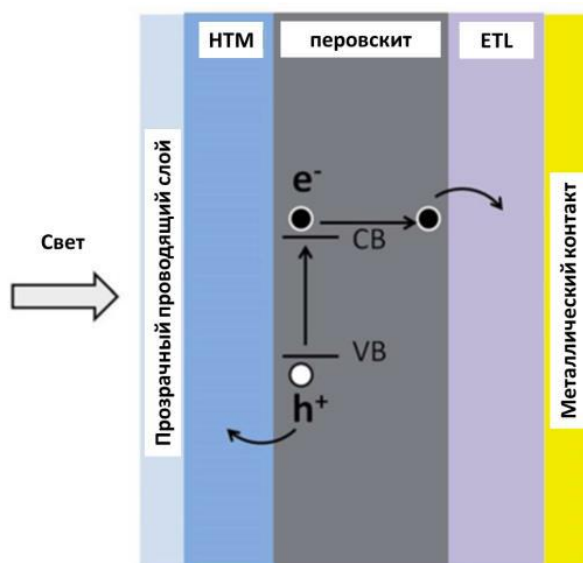 HTM
перовскит
ETL
Прозрачный проводящий слой
e⁻
CB
Свет
VB
h⁺
Металлический контакт